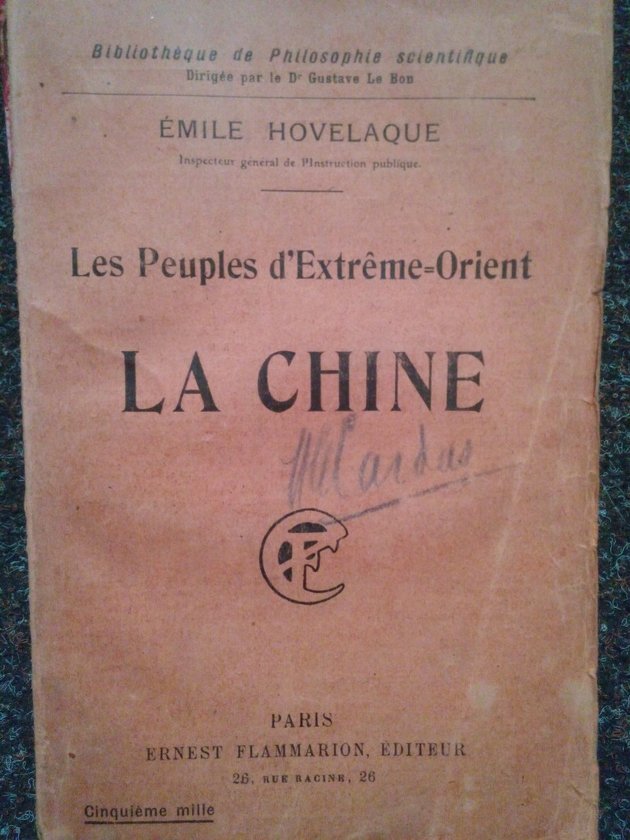 Bibliothèque de Philosophie scientifique
Dirigée par le Dr Gustave Le Bon
ÉMILE HOVELAQUE
Inspecteur général de l'Instruction publique.
Les Peuples d'Extrême=Orient
LA CHINE
PARIS
ERNEST FLAMMARION, ÉDITEUR
26, RUE RACINE, 26
Cinquième mille